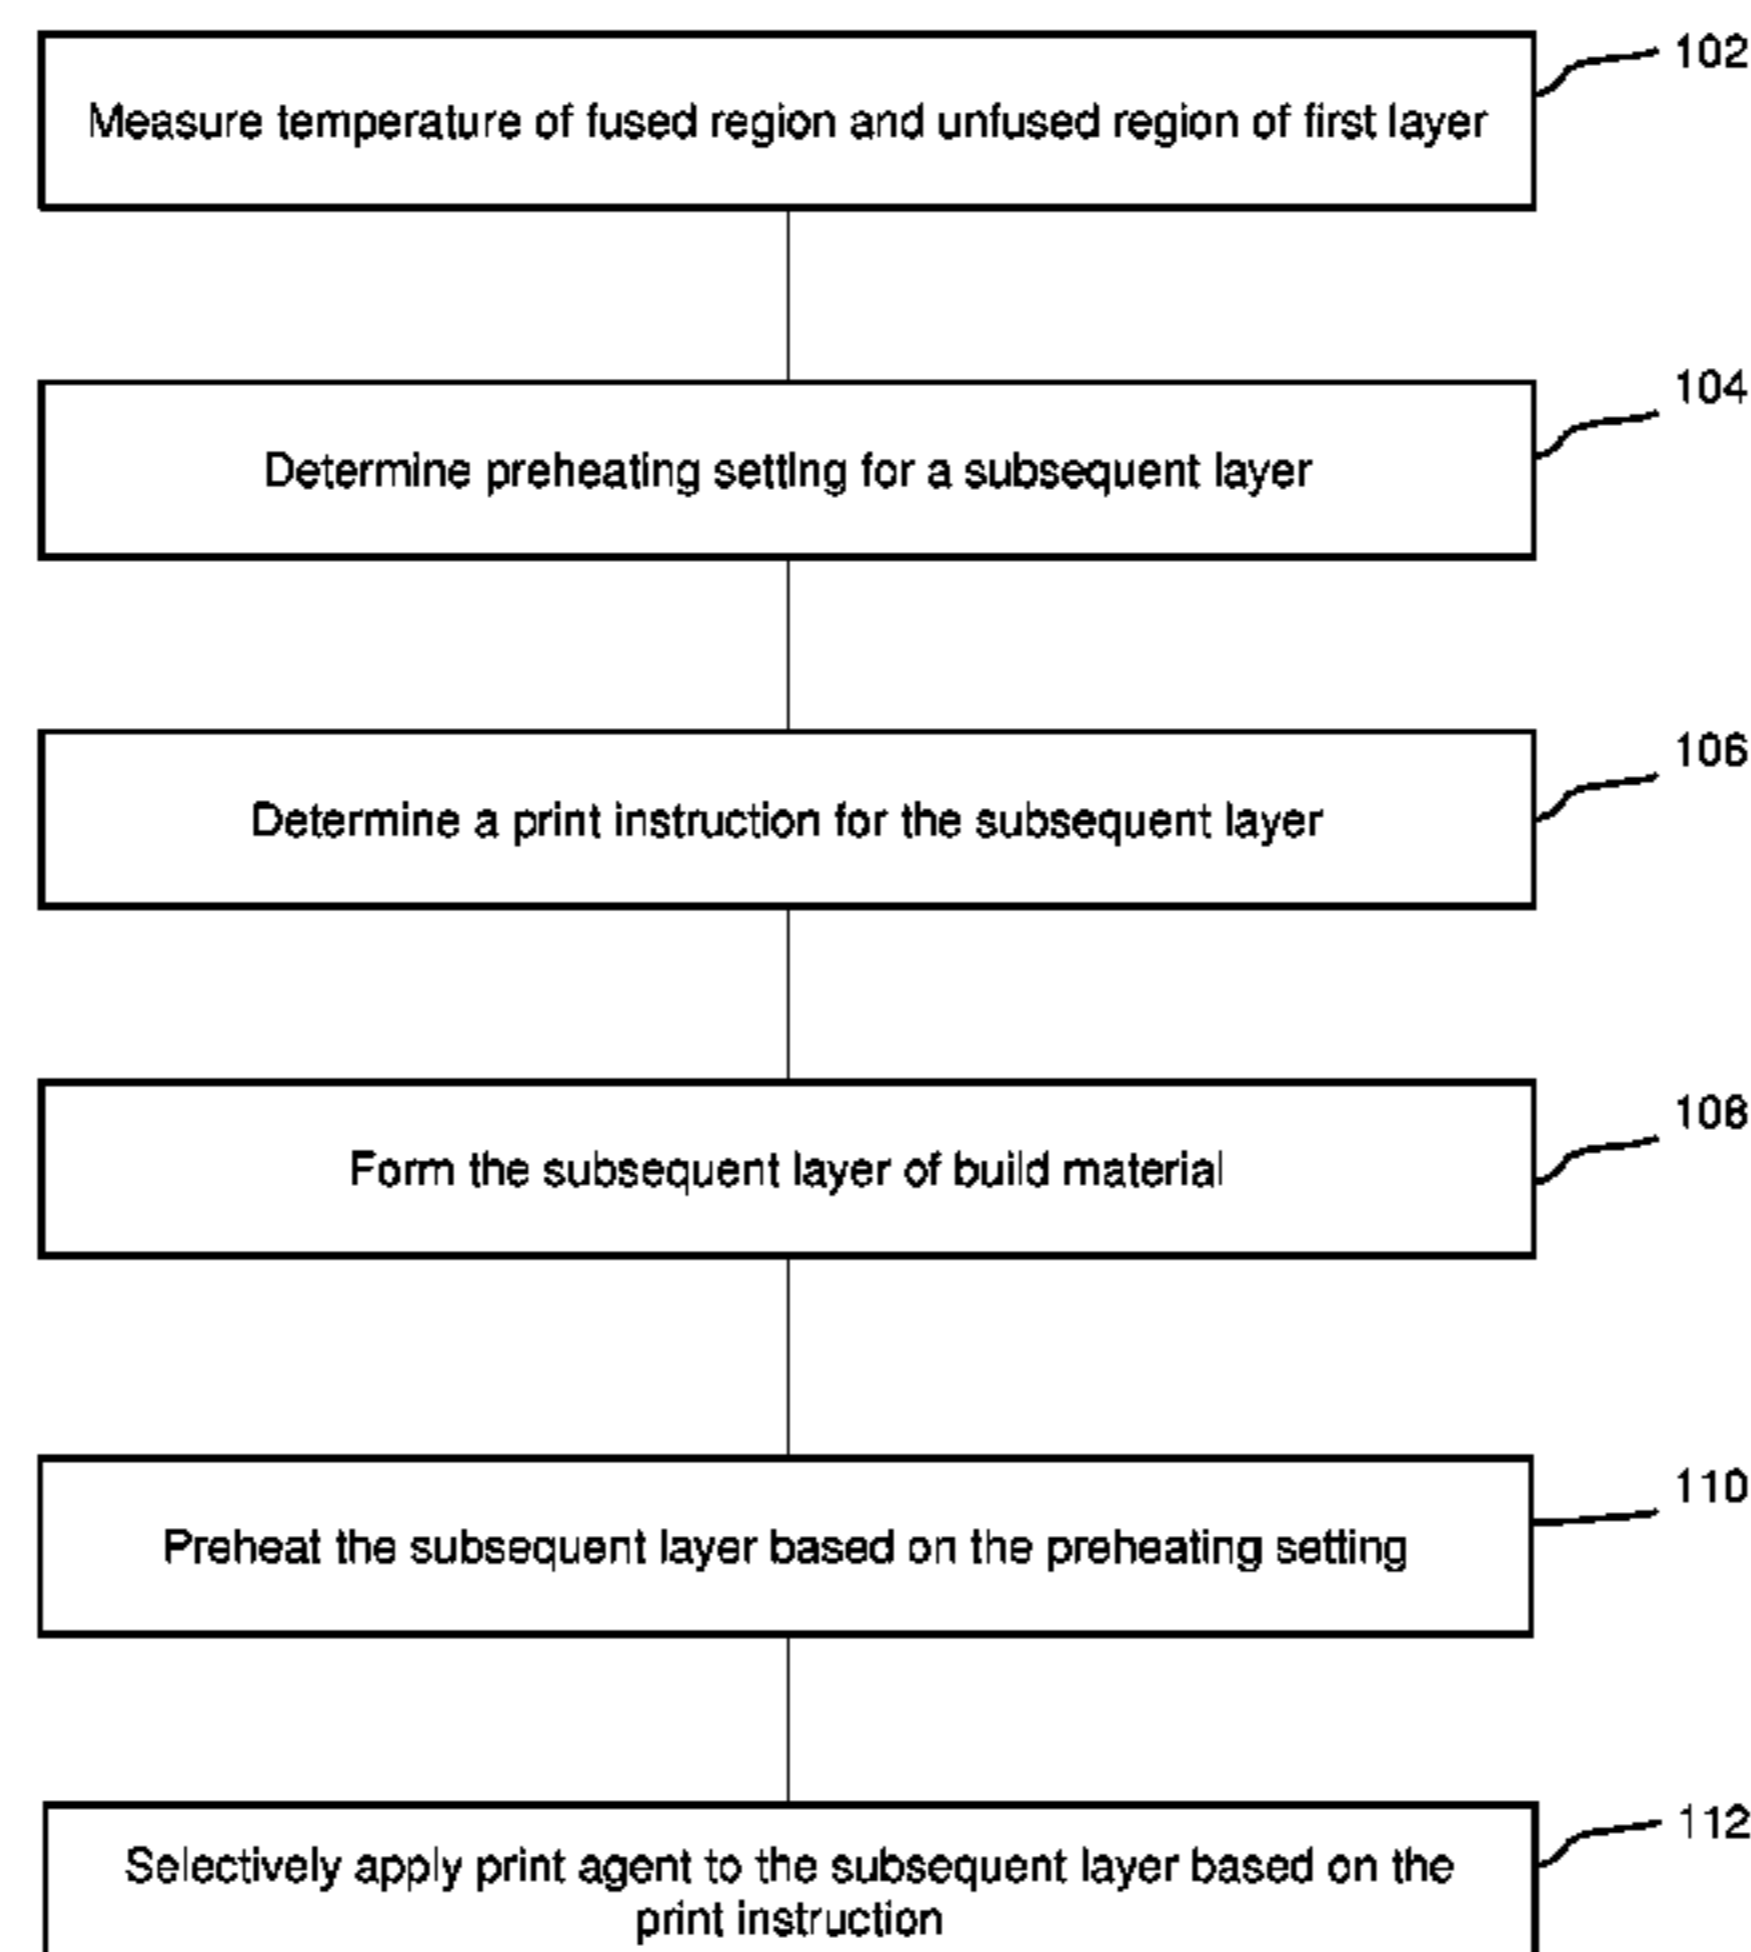 102
Measure temperature of fused region and unfused region of first layer
104
Determine preheating setting for a subsequent layer
106
Determine a print instruction for the subsequent layer
108
Form the subsequent layer of build material
110
Preheat the subsequent layer based on the preheating setting
112
Selectively apply print agent to the subsequent layer based on the
print instruction